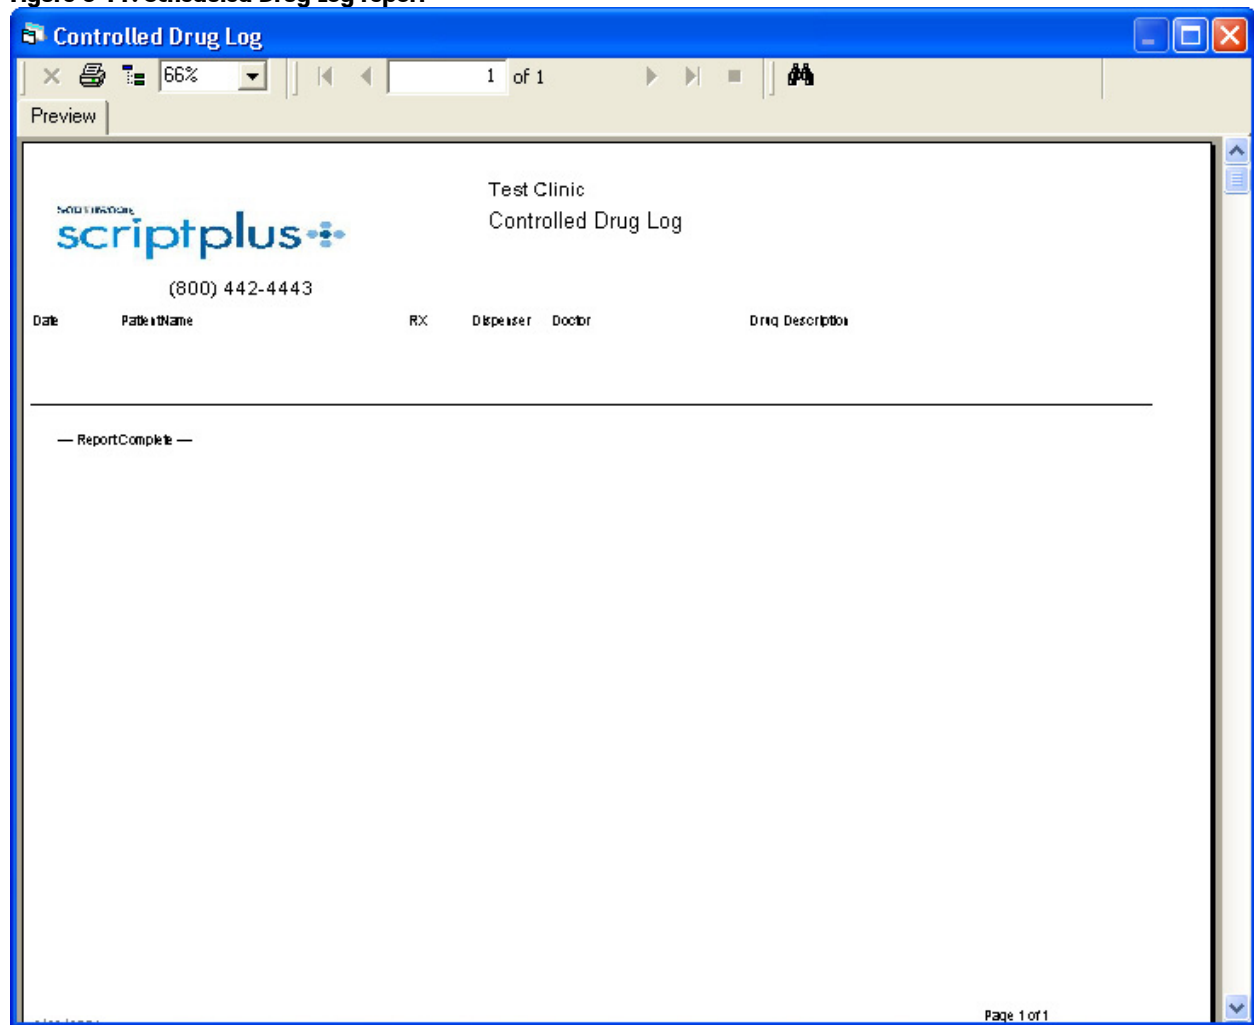 Controlled Drug Log
66%
1 of 1
Preview
Test Clinic
Controlled Drug Log
scriptplus
(800) 442-4443
Date PatientName RX Dispenser Doctor Drug Description
— ReportComplete —
Page 1 of 1